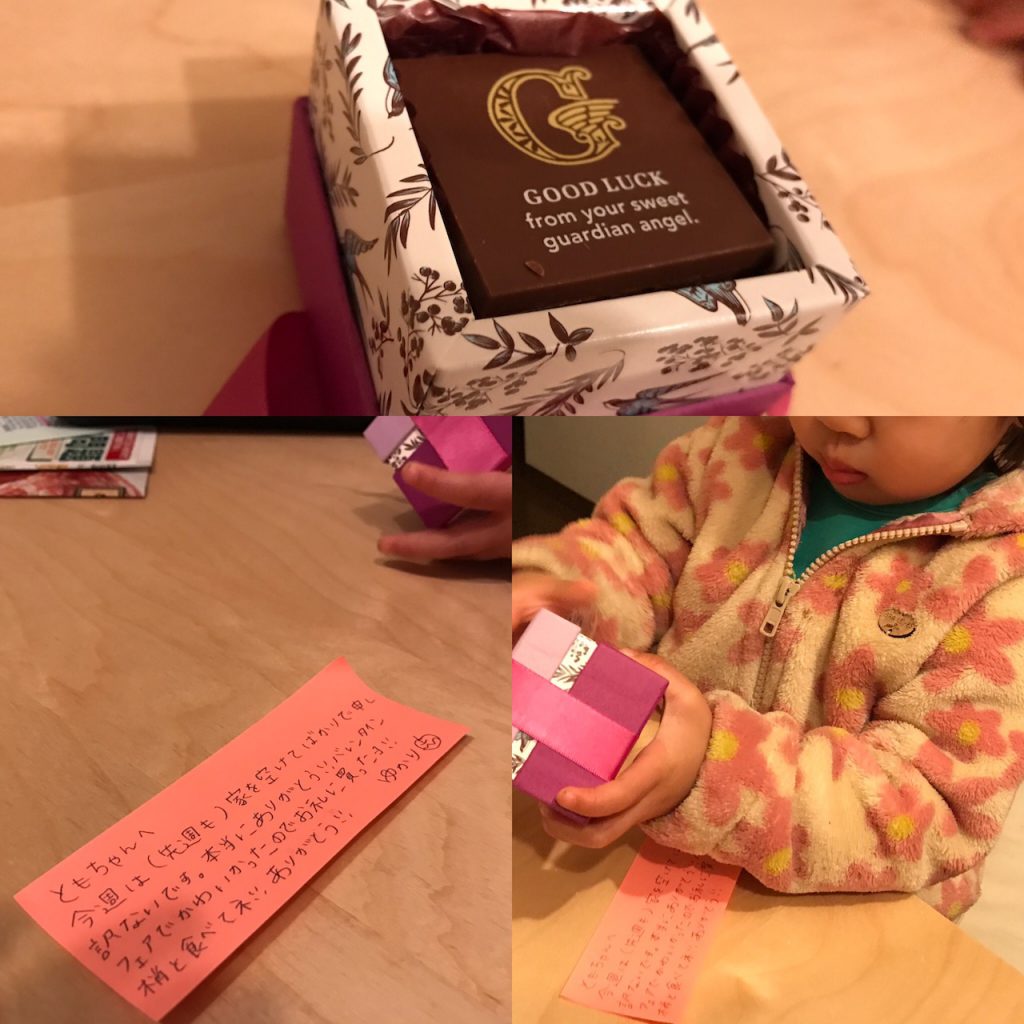 G
GOOD LUCK
from your sweet
guardian angel.
ともちゃんへ
今週は(先週も)家を空けてばかりで申し
訳ないです。本当にありがとう!!バレンタイン
フェアでかわいかったのでお礼に買ったヨ!!
梢と食べてネ!! ありがとう!! ゆかり